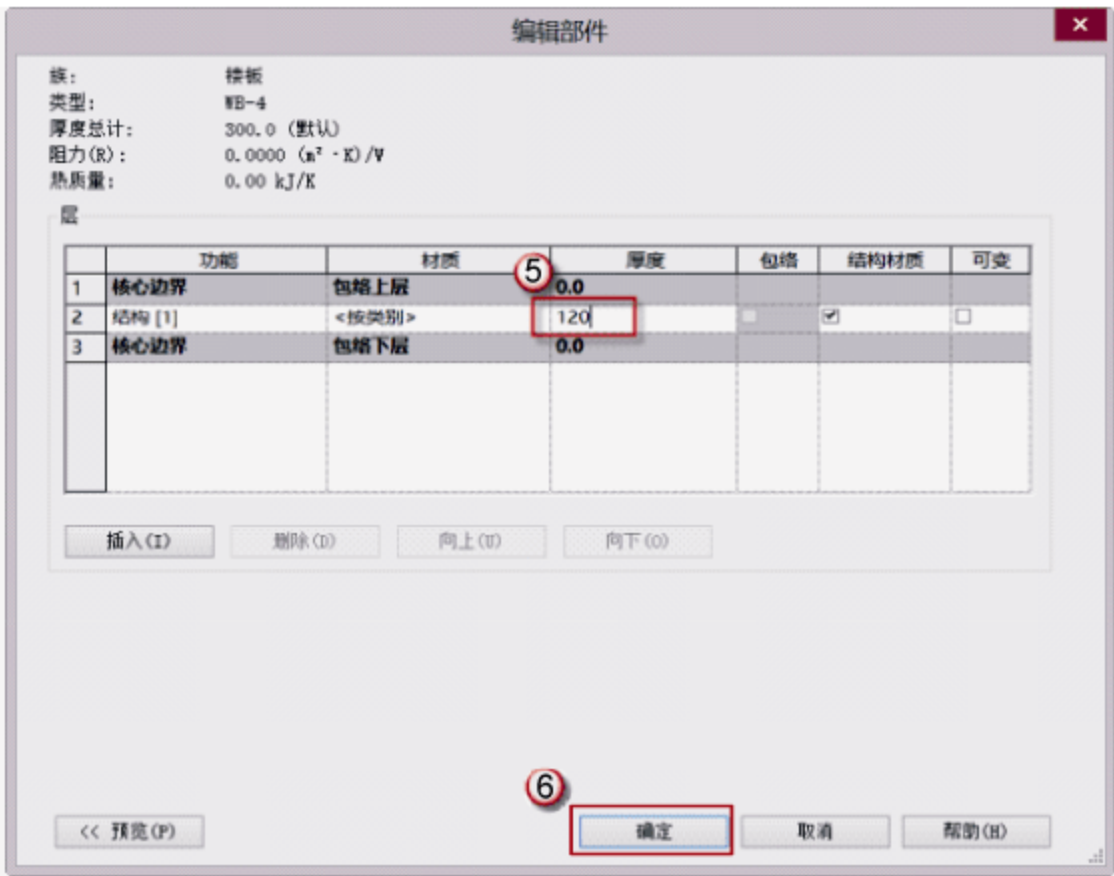 编辑部件
族: 楼板
类型: WB-4
厚度总计: 300.0 (默认)
阻力(R): 0.0000 (m²·K)/W
热质量: 0.00 kJ/K
层
功能 材质 厚度 包络 结构材质 可变
5
1 核心边界 包络上层 0.0
2 结构 [1] <按类别> 120
3 核心边界 包络下层 0.0
插入(I) 删除(D) 向上(U) 向下(O)
6
<< 预览(P) 确定 取消 帮助(H)